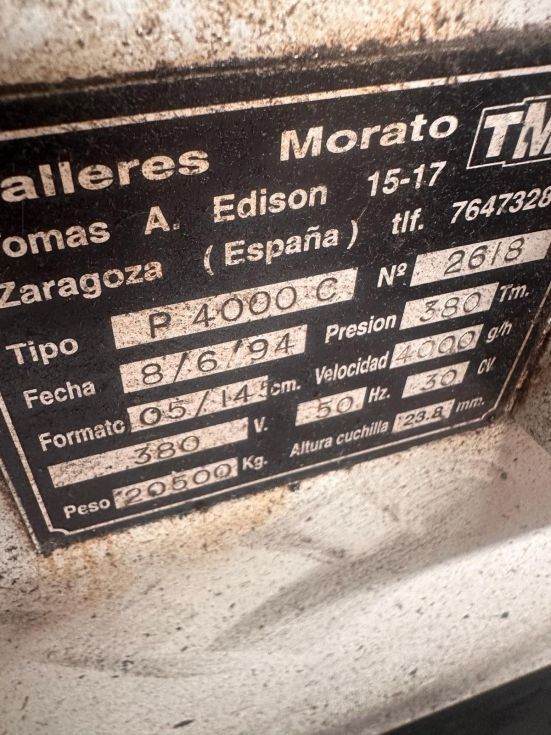 alleres Morato TM
omas A. Edison 15-17
Zaragoza (España) tlf. 7647328
Tipo P 4000 C Nº 2618
Fecha 8/6/94 Presion 380 Tm.
Formato 105/145 cm. Velocidad 4000 g/h
380 V. 50 Hz. 30 CV.
Peso 20500 Kg. Altura cuchilla 23.8 mm.